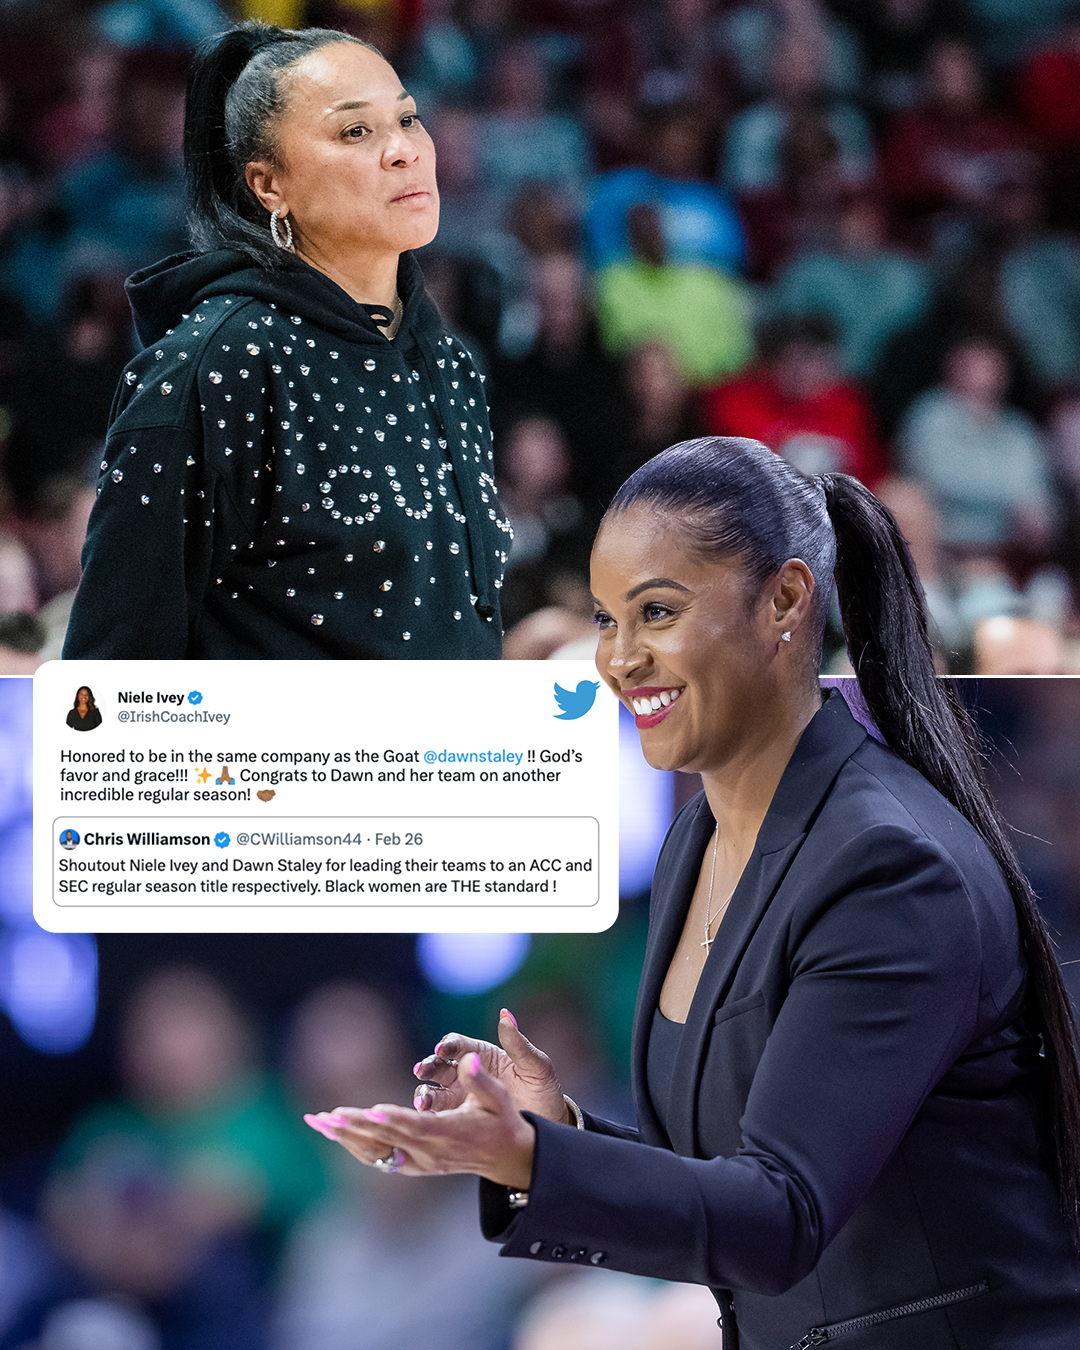 GUCC
Niele Ivey
@IrishCoachIvey
Honored to be in the same company as the Goat @dawnstaley !! God's
favor and grace!!! ✨🙏🏽 Congrats to Dawn and her team on another
incredible regular season! 🤝🏽
Chris Williamson @CWilliamson44 · Feb 26
Shoutout Niele Ivey and Dawn Staley for leading their teams to an ACC and
SEC regular season title respectively. Black women are THE standard !